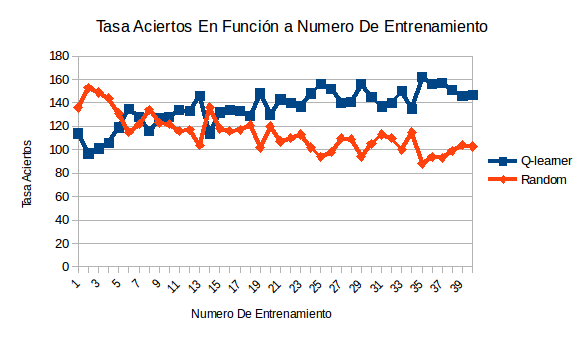 Tasa Aciertos En Función a Numero De Entrenamiento
180
160
140
120
100
80
60
40
20
0
Tasa Aciertos
1 3 5 7 9 11 13 15 17 19 21 23 25 27 29 31 33 35 37 39
Numero De Entrenamiento
Q-learner
Random